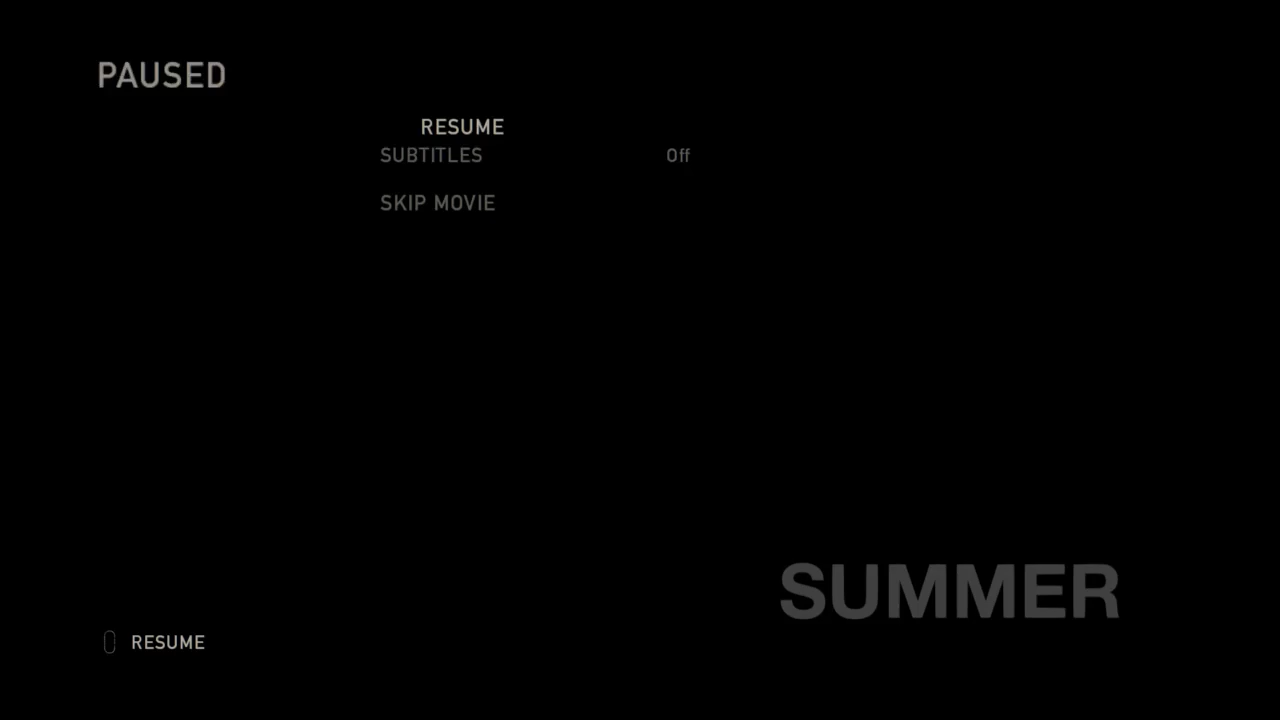 PAUSED
RESUME
SUBTITLES Off
SKIP MOVIE
SUMMER
RESUME